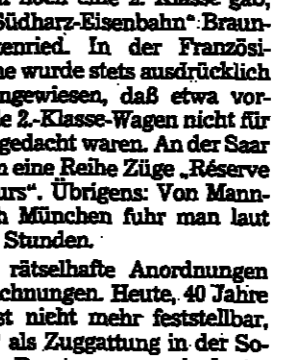 noch eine 2. Klasse gab,
Südharz-Eisenbahn“ Braun-
enried. In der Französi-
ne wurde stets ausdrücklich
ngewiesen, daß etwa vor-
e 2.-Klasse-Wagen nicht für
gedacht waren. An der Saar
n eine Reihe Züge „Réserve
urs“. Übrigens: Von Mann-
h München fuhr man laut
Stunden.
rätselhafte Anordnungen
chnungen. Heute, 40 Jahre
st nicht mehr feststellbar,
als Zuggattung in der So-